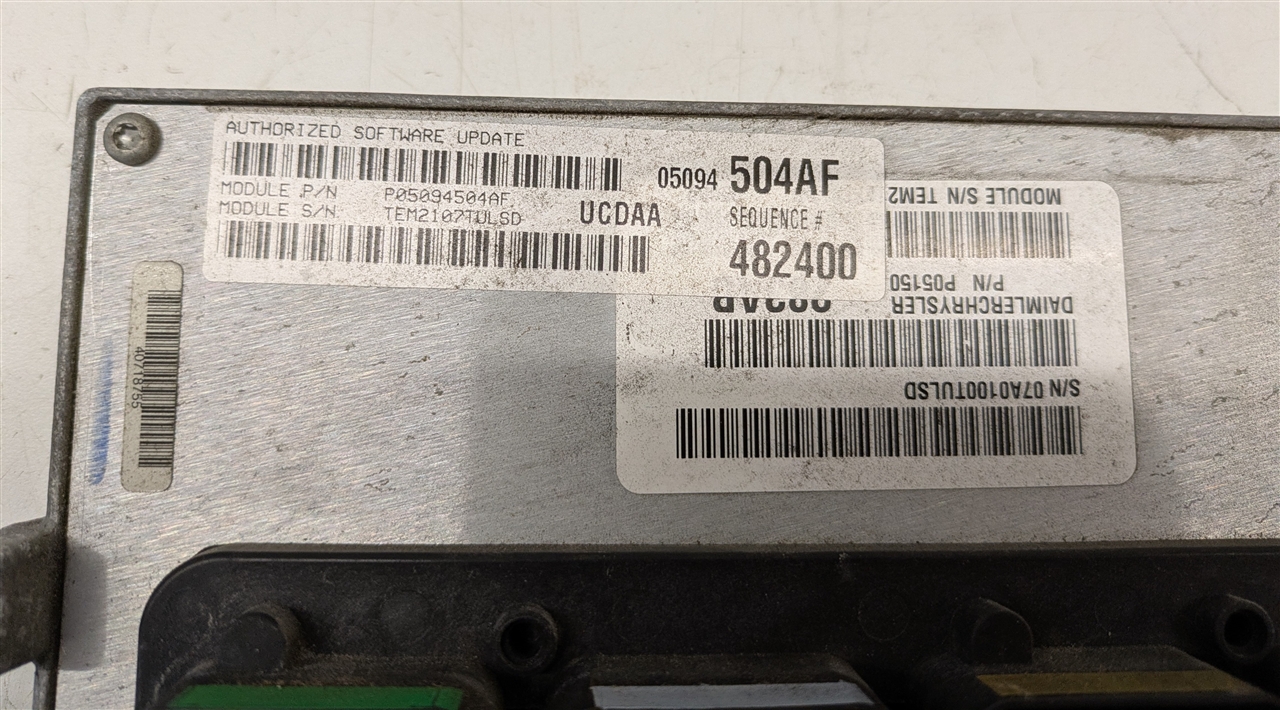 AUTHORIZED SOFTWARE UPDATE
05094 504AF
MODULE P/N P05094504AF
MODULE S/N TEM2107TULSD
UCDAA
SEQUENCE #
482400
40718755
S/N 07A0100TULSD
DAIMLERCHRYSLER
P/N P05150
MODULE S/N TEM2